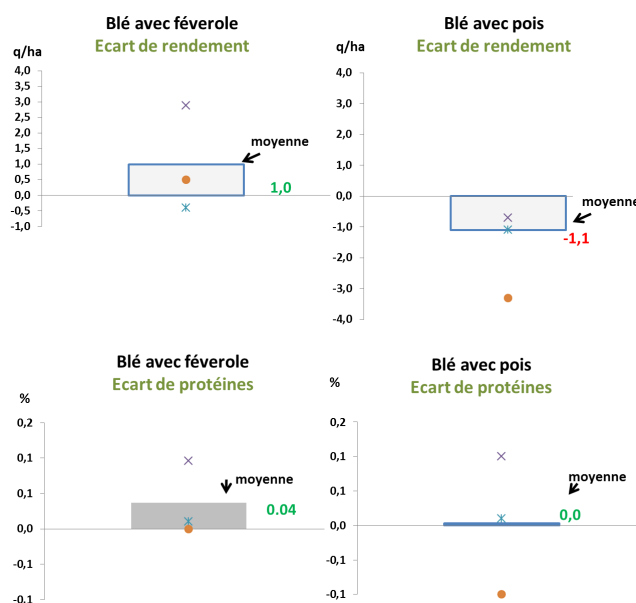 Blé avec féverole
Ecart de rendement
q/ha
4,0
3,5
3,0
2,5
2,0
1,5
1,0
0,5
0,0
-0,5
-1,0
moyenne
1,0
Blé avec pois
Ecart de rendement
q/ha
4,0
3,0
2,0
1,0
0,0
-1,0
-2,0
-3,0
-4,0
moyenne
-1,1
Blé avec féverole
Ecart de protéines
%
0,2
0,1
0,1
0,0
-0,1
-0,1
moyenne
0.04
Blé avec pois
Ecart de protéines
%
0,2
0,1
0,1
0,0
-0,1
-0,1
moyenne
0,0